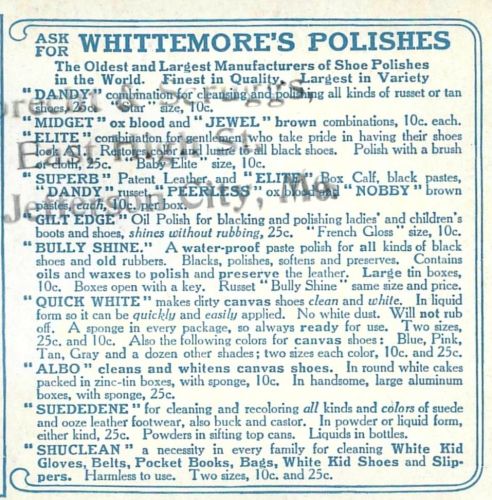 ASK FOR WHITTEMORE'S POLISHES
The Oldest and Largest Manufacturers of Shoe Polishes
in the World. Finest in Quality. Largest in Variety
"DANDY" combination for cleansing and polishing all kinds of russet or tan
shoes, 25c. "Star" size, 10c.
"MIDGET" ox blood and "JEWEL" brown combinations, 10c. each.
"ELITE" combination for gentlemen who take pride in having their shoes
look A1. Restores color and lustre to all black shoes. Polish with a brush
or cloth, 25c. "Baby Elite" size, 10c.
"SUPERB" Patent Leather and "ELITE" Box Calf, black pastes,
"DANDY" russet, "PEERLESS" ox blood and "NOBBY" brown
pastes, each, 10c. per box.
"GILT EDGE" Oil Polish for blacking and polishing ladies' and children's
boots and shoes, shines without rubbing, 25c. "French Gloss" size, 10c.
"BULLY SHINE." A water-proof paste polish for all kinds of black
shoes and old rubbers. Blacks, polishes, softens and preserves. Contains
oils and waxes to polish and preserve the leather. Large tin boxes,
10c. Boxes open with a key. Russet "Bully Shine" same size and price.
"QUICK WHITE" makes dirty canvas shoes clean and white. In liquid
form so it can be quickly and easily applied. No white dust. Will not rub
off. A sponge in every package, so always ready for use. Two sizes,
25c. and 10c. Also the following colors for canvas shoes: Blue, Pink,
Tan, Gray and a dozen other shades; two sizes each color, 10c. and 25c.
"ALBO" cleans and whitens canvas shoes. In round white cakes
packed in zinc-tin boxes, with sponge, 10c. In handsome, large aluminum
boxes, with sponge, 25c.
"SUEDEDENE" for cleaning and recoloring all kinds and colors of suede
and ooze leather footwear, also buck and castor. In powder or liquid form,
either kind, 25c. Powders in sifting top cans. Liquids in bottles.
"SHUCLEAN" a necessity in every family for cleaning White Kid
Gloves, Belts, Pocket Books, Bags, White Kid Shoes and Slip-
pers. Harmless to use. Two sizes, 10c. and 25c.
& Scruggs,
East High St.
Jefferson City, Mo.